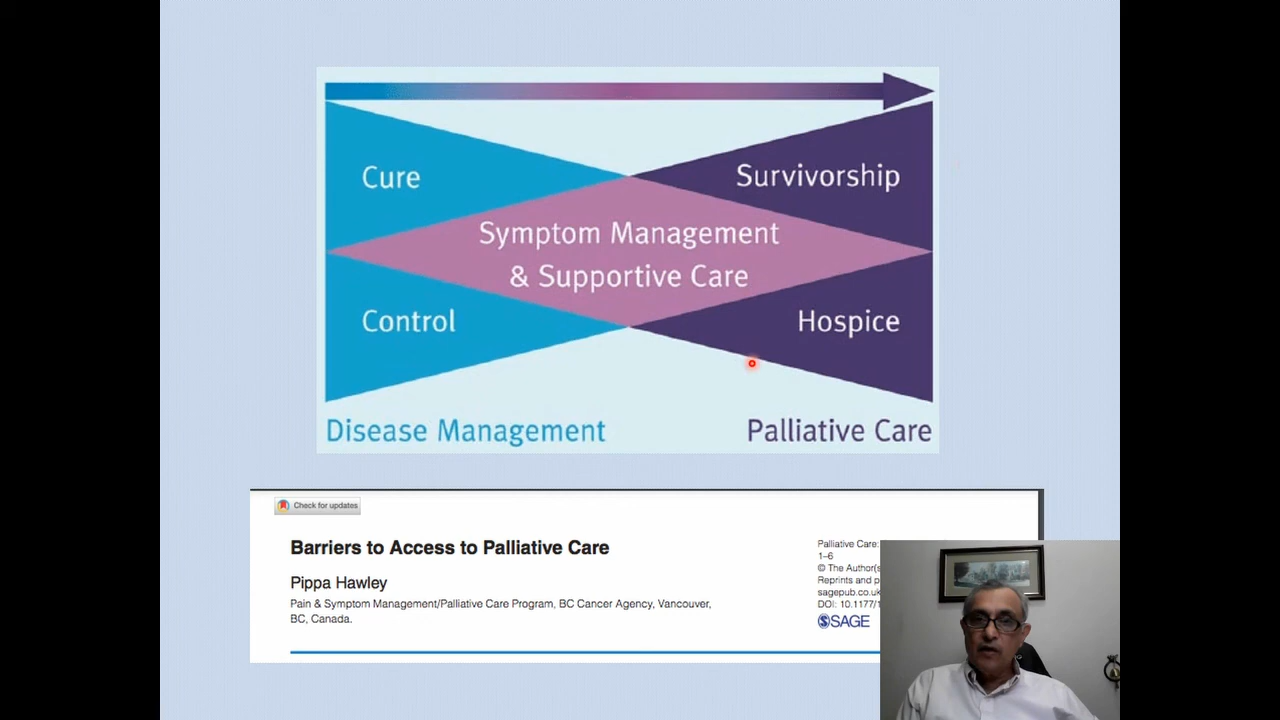 Cure
Survivorship
Symptom Management
& Supportive Care
Control
Hospice
Disease Management
Palliative Care
Check for updates
Barriers to Access to Palliative Care
Pippa Hawley
Pain & Symptom Management/Palliative Care Program, BC Cancer Agency, Vancouver,
BC, Canada.
Palliative Care:
1–6
© The Author(s
Reprints and p
sagepub.co.uk
DOI: 10.1177/1
SAGE